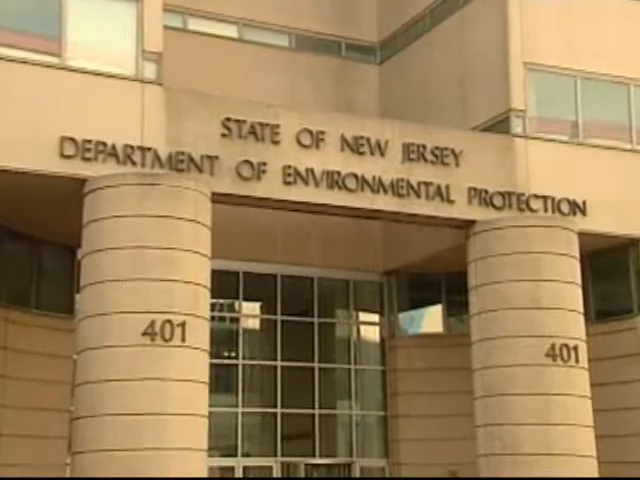 STATE OF NEW JERSEY
DEPARTMENT OF ENVIRONMENTAL PROTECTION
401
401